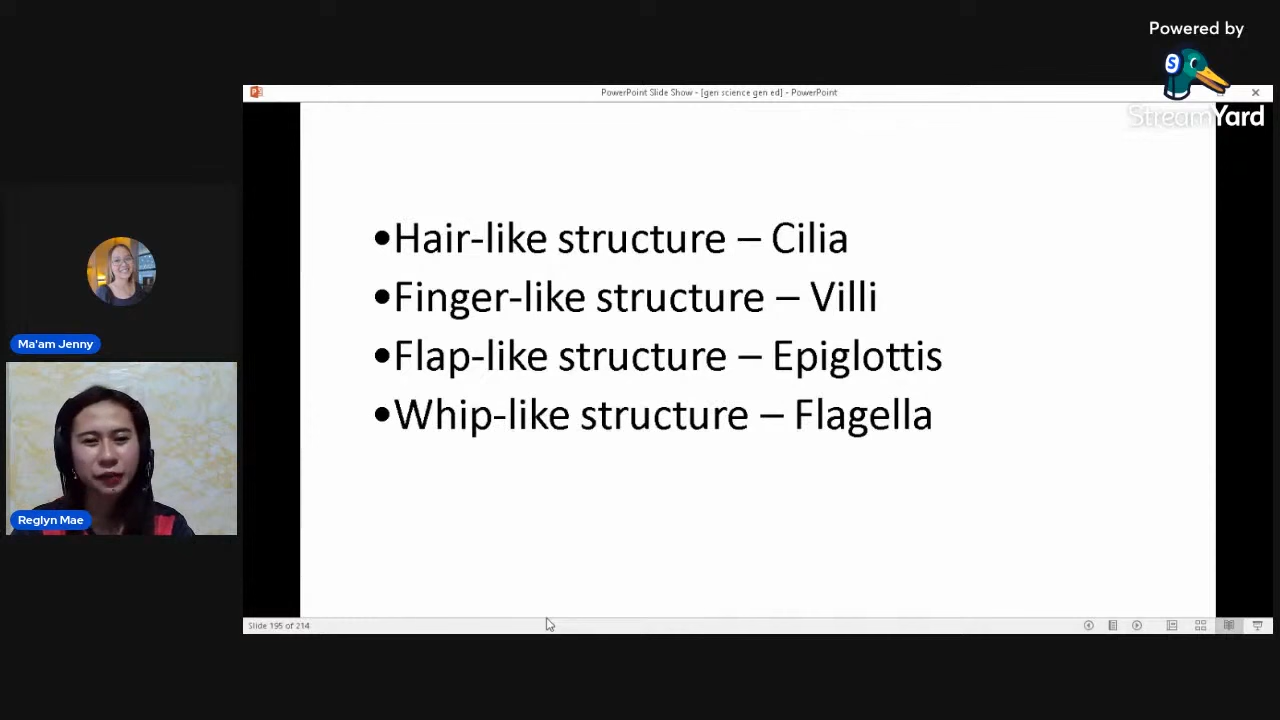 Powered by
S
StreamYard
PowerPoint Slide Show - [gen science gen ed] - PowerPoint
•Hair-like structure – Cilia
•Finger-like structure – Villi
•Flap-like structure – Epiglottis
•Whip-like structure – Flagella
Ma'am Jenny
Reglyn Mae
Slide 195 of 214